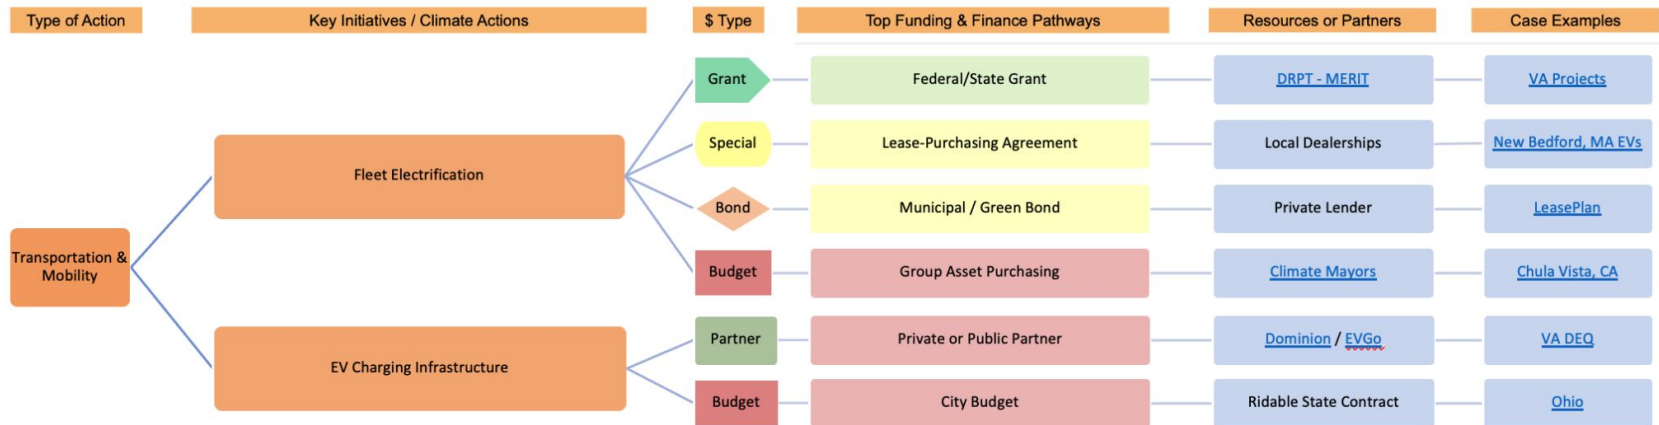 Type of Action
Key Initiatives / Climate Actions
$ Type
Top Funding & Finance Pathways
Resources or Partners
Case Examples
Transportation &
Mobility
Fleet Electrification
Grant
Federal/State Grant
DRPT - MERIT
VA Projects
Special
Lease-Purchasing Agreement
Local Dealerships
New Bedford, MA EVs
Bond
Municipal / Green Bond
Private Lender
LeasePlan
Budget
Group Asset Purchasing
Climate Mayors
Chula Vista, CA
EV Charging Infrastructure
Partner
Private or Public Partner
Dominion / EVGo
VA DEQ
Budget
City Budget
Ridable State Contract
Ohio